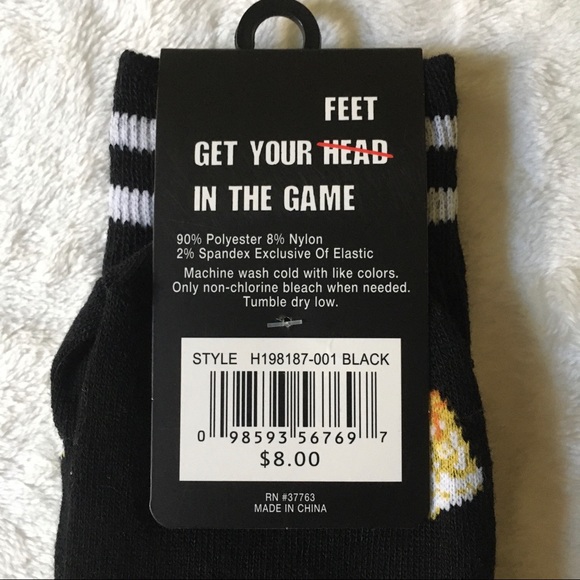 FEET
GET YOUR HEAD
IN THE GAME
90% Polyester 8% Nylon
2% Spandex Exclusive Of Elastic
Machine wash cold with like colors.
Only non-chlorine bleach when needed.
Tumble dry low.
STYLE H198187-001 BLACK
0 98593 56769 7
$8.00
RN #37763
MADE IN CHINA